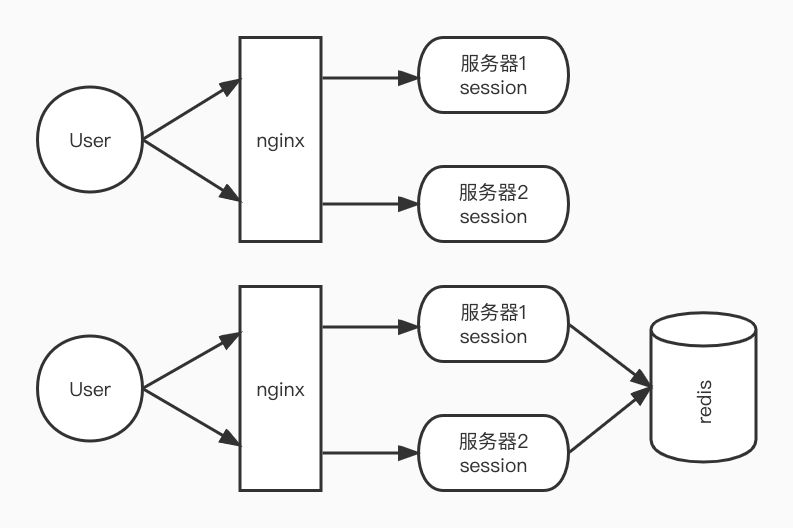 User
nginx
服务器1
session
服务器2
session
User
nginx
服务器1
session
服务器2
session
redis